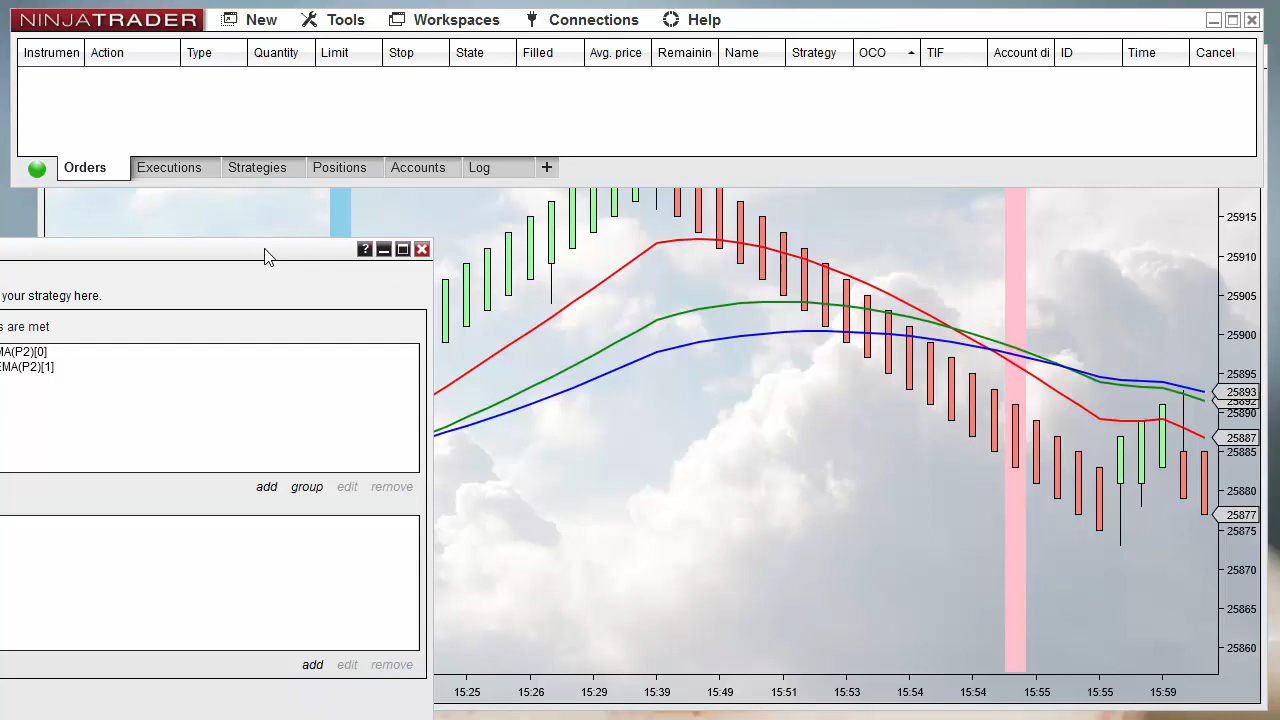 NINJATRADER New Tools Workspaces Connections Help
Instrumen Action Type Quantity Limit Stop State Filled Avg. price Remainin Name Strategy OCO TIF Account di ID Time Cancel
Orders Executions Strategies Positions Accounts Log +
?
your strategy here.
s are met
MA(P2)[0]
EMA(P2)[1]
add group edit remove
add edit remove
25915
25910
25905
25900
25895
25893
25892
25890
25887
25885
25880
25877
25875
25870
25865
25860
15:25 15:26 15:29 15:39 15:49 15:51 15:53 15:54 15:54 15:55 15:55 15:59